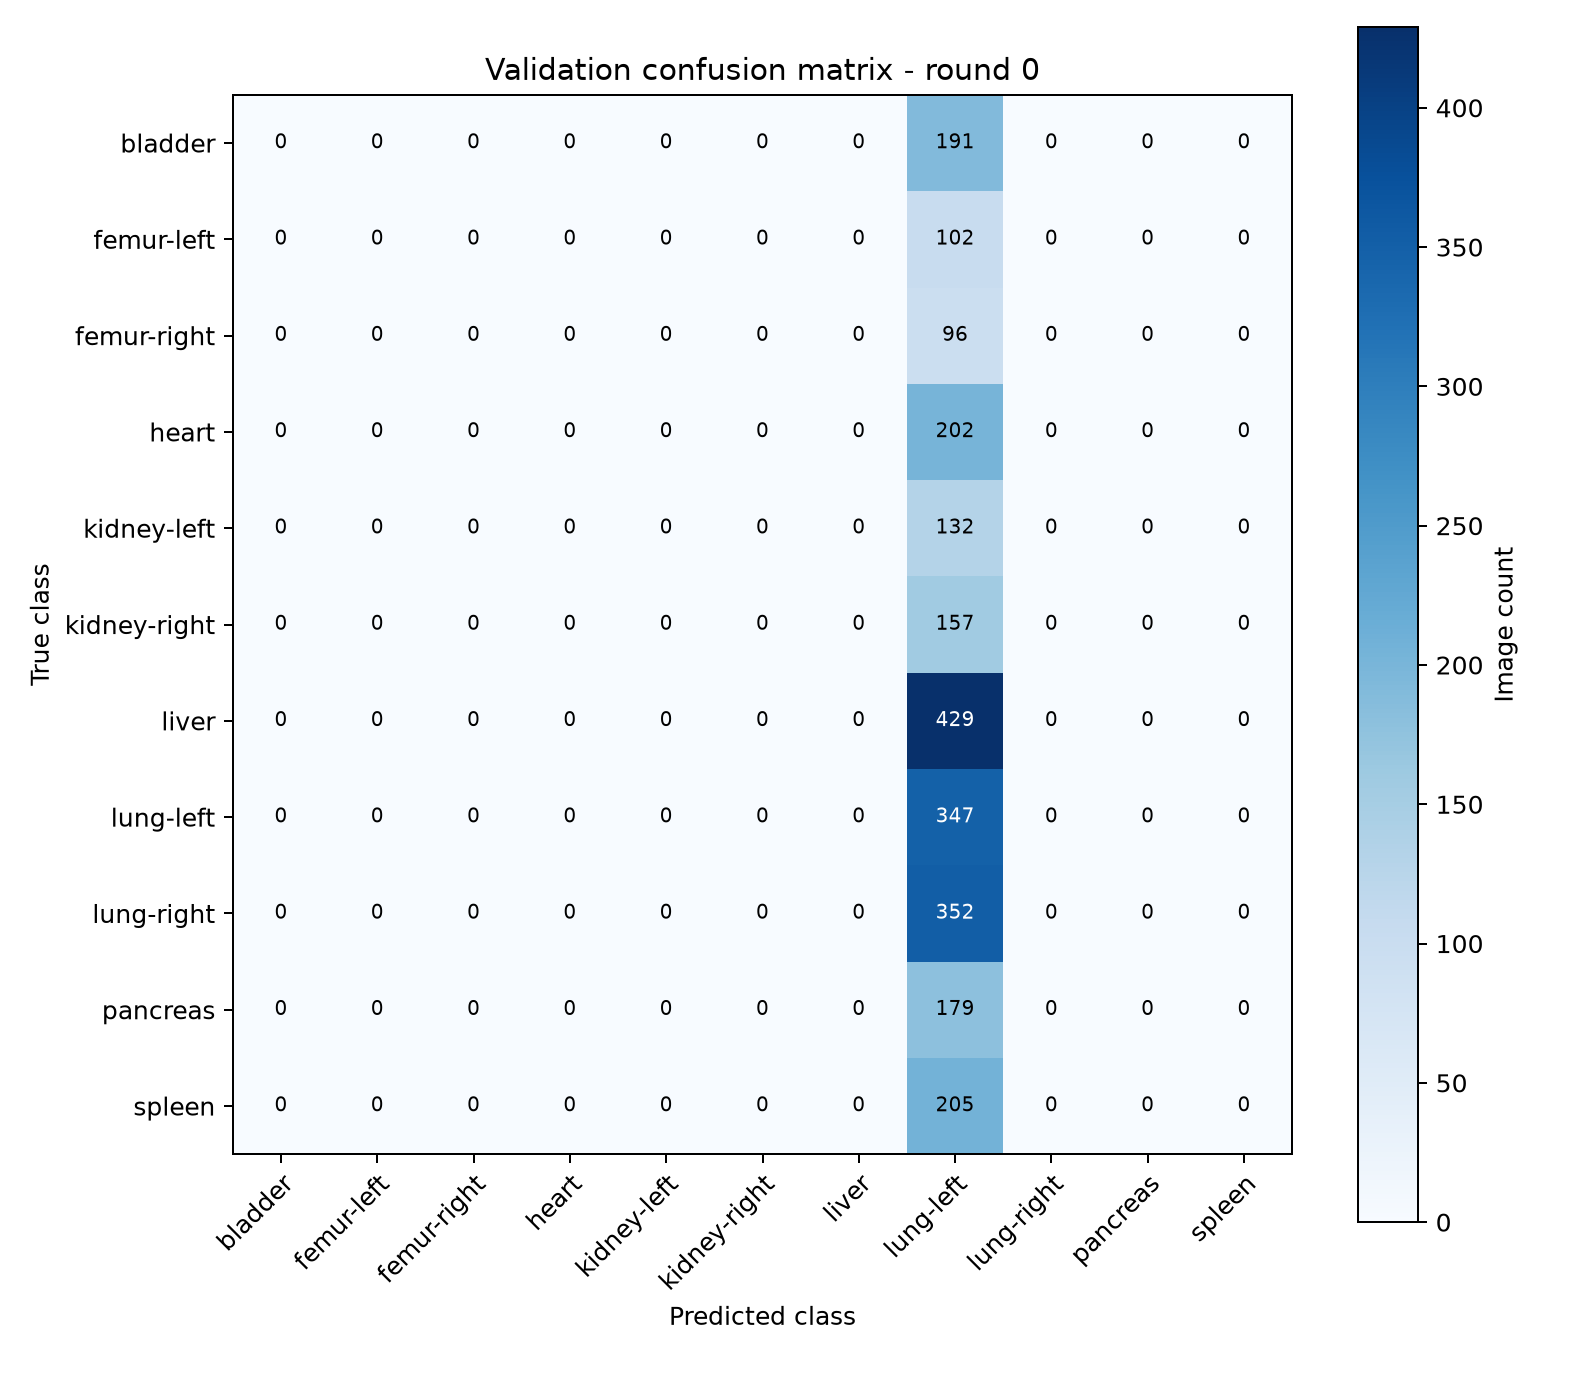 Validation confusion matrix - round 0
bladder 0 0 0 0 0 0 0 191 0 0 0
femur-left 0 0 0 0 0 0 0 102 0 0 0
femur-right 0 0 0 0 0 0 0 96 0 0 0
heart 0 0 0 0 0 0 0 202 0 0 0
kidney-left 0 0 0 0 0 0 0 132 0 0 0
kidney-right 0 0 0 0 0 0 0 157 0 0 0
liver 0 0 0 0 0 0 0 429 0 0 0
lung-left 0 0 0 0 0 0 0 347 0 0 0
lung-right 0 0 0 0 0 0 0 352 0 0 0
pancreas 0 0 0 0 0 0 0 179 0 0 0
spleen 0 0 0 0 0 0 0 205 0 0 0
True class
bladder femur-left femur-right heart kidney-left kidney-right liver lung-left lung-right pancreas spleen
Predicted class
400
350
300
250
200
150
100
50
0
Image count